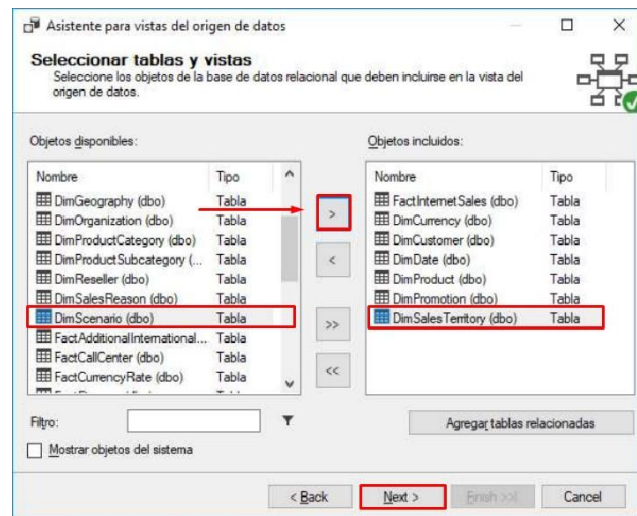 Asistente para vistas del origen de datos
Seleccionar tablas y vistas
Seleccione los objetos de la base de datos relacional que deben incluirse en la vista del
origen de datos.
Objetos disponibles:
Nombre Tipo
DimGeography (dbo) Tabla
DimOrganization (dbo) Tabla
DimProductCategory (dbo) Tabla
DimProductSubcategory (... Tabla
DimReseller (dbo) Tabla
DimSalesReason (dbo) Tabla
DimScenario (dbo) Tabla
FactAdditionalInternational... Tabla
FactCallCenter (dbo) Tabla
FactCurrencyRate (dbo) Tabla
>
<
>>
<<
Objetos incluidos:
Nombre Tipo
FactInternetSales (dbo) Tabla
DimCurrency (dbo) Tabla
DimCustomer (dbo) Tabla
DimDate (dbo) Tabla
DimProduct (dbo) Tabla
DimPromotion (dbo) Tabla
DimSalesTerritory (dbo) Tabla
Filtro:
Agregar tablas relacionadas
Mostrar objetos del sistema
< Back Next > Finish >>| Cancel